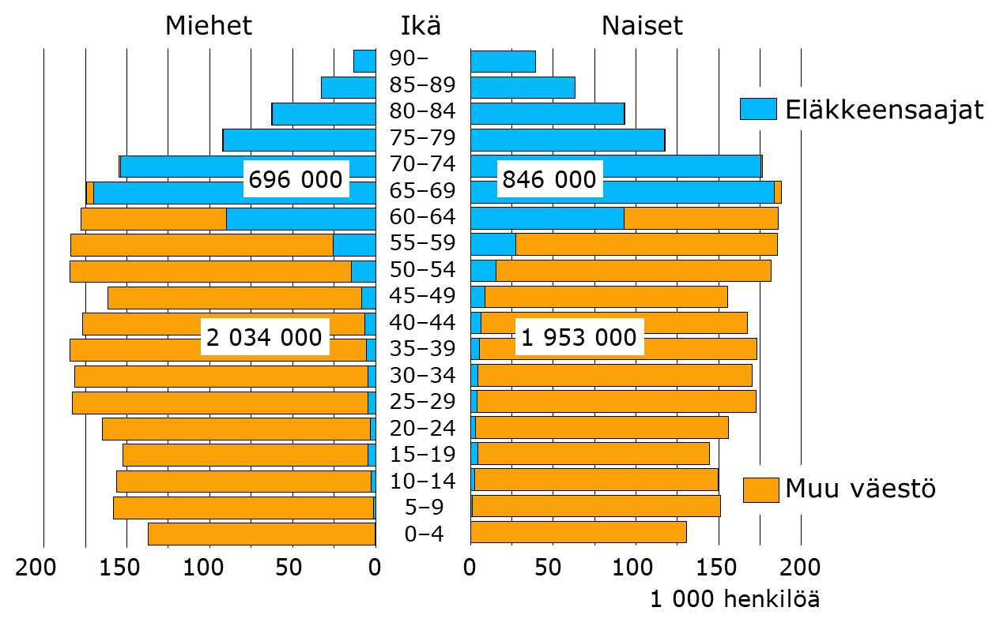 Miehet Ikä Naiset
90–
85–89
Eläkkeensaajat
80–84
75–79
70–74
696 000 846 000
65–69
60–64
55–59
50–54
45–49
40–44
2 034 000 1 953 000
35–39
30–34
25–29
20–24
15–19
10–14
Muu väestö
5–9
0–4
200 150 100 50 0 0 50 100 150 200
1 000 henkilöä